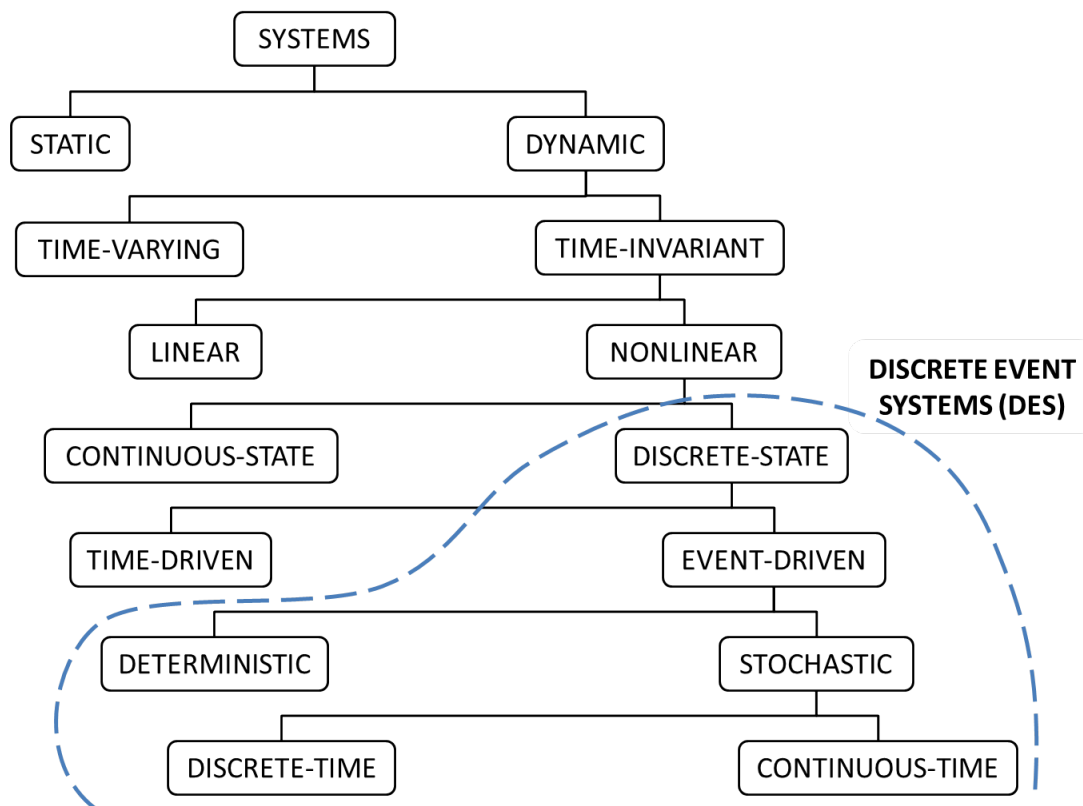 SYSTEMS
STATIC
DYNAMIC
TIME-VARYING
TIME-INVARIANT
LINEAR
NONLINEAR
DISCRETE EVENT
SYSTEMS (DES)
CONTINUOUS-STATE
DISCRETE-STATE
TIME-DRIVEN
EVENT-DRIVEN
DETERMINISTIC
STOCHASTIC
DISCRETE-TIME
CONTINUOUS-TIME